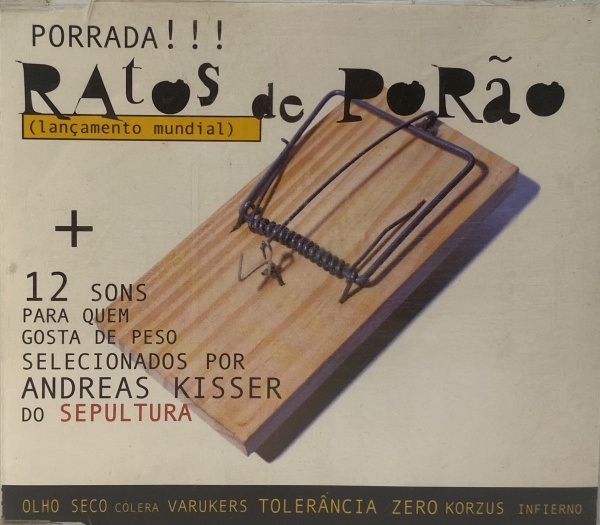 PORRADA!!!
RAtos de PoRão
(lançamento mundial)
+
12 SONS
PARA QUEM
GOSTA DE PESO
SELECIONADOS POR
ANDREAS KISSER
DO SEPULTURA
OLHO SECO CÓLERA VARUKERS TOLERÂNCIA ZERO KORZUS INFIERNO